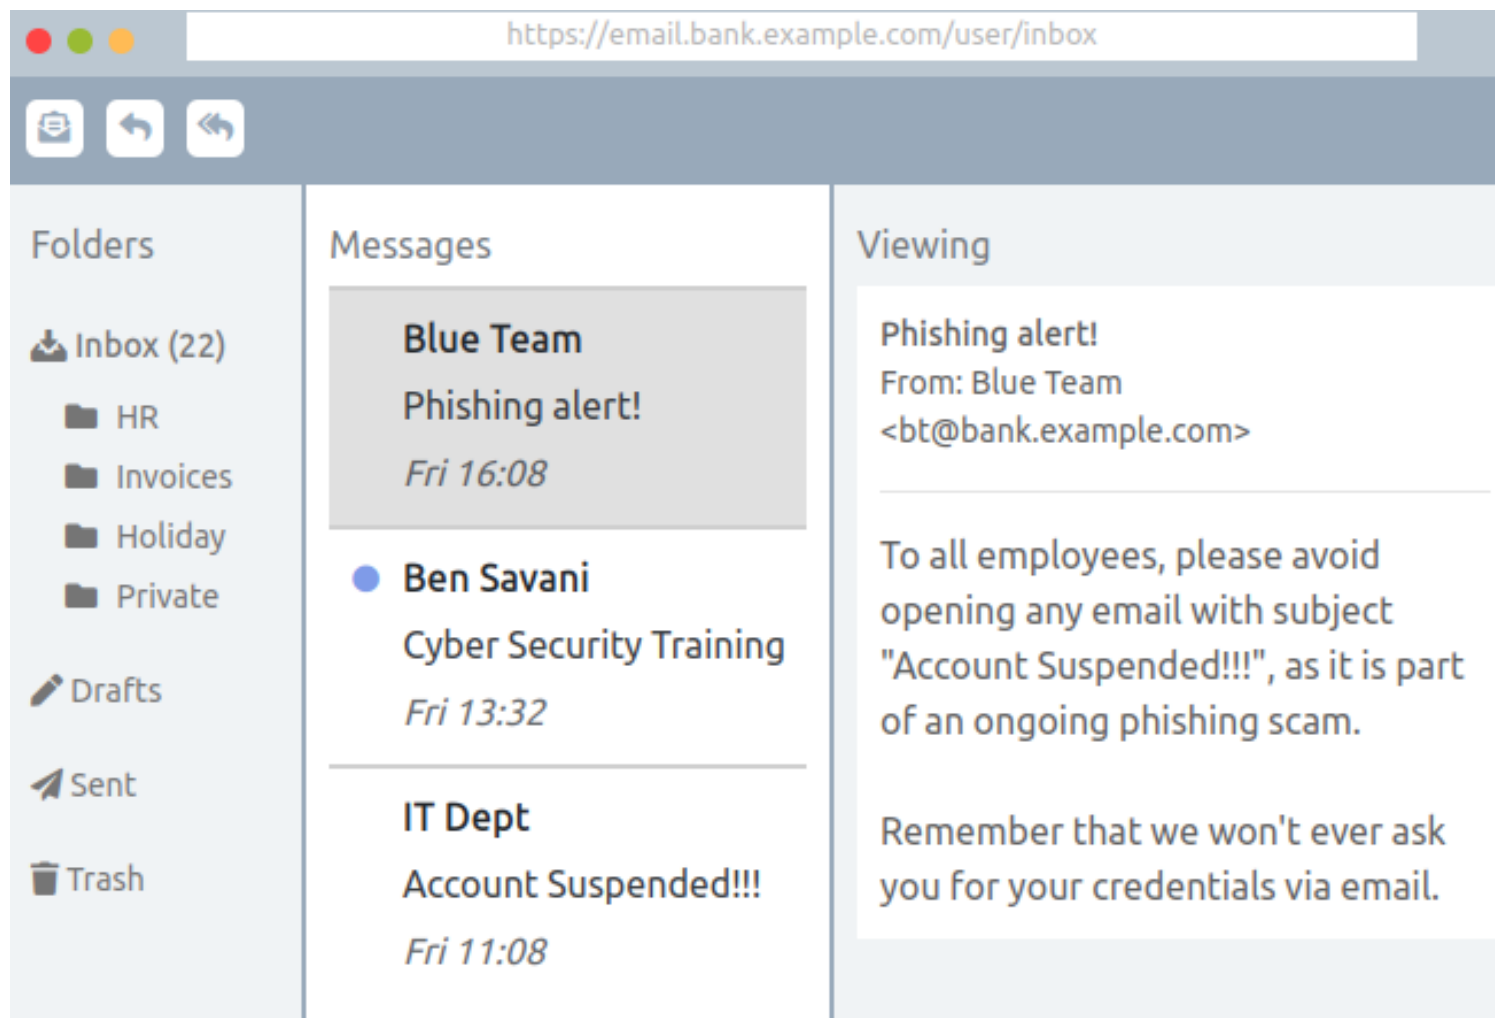 https://email.bank.example.com/user/inbox
Folders
Inbox (22)
HR
Invoices
Holiday
Private
Drafts
Sent
Trash
Messages
Blue Team
Phishing alert!
Fri 16:08
Ben Savani
Cyber Security Training
Fri 13:32
IT Dept
Account Suspended!!!
Fri 11:08
Viewing
Phishing alert!
From: Blue Team
<bt@bank.example.com>
To all employees, please avoid
opening any email with subject
"Account Suspended!!!", as it is part
of an ongoing phishing scam.
Remember that we won't ever ask
you for your credentials via email.